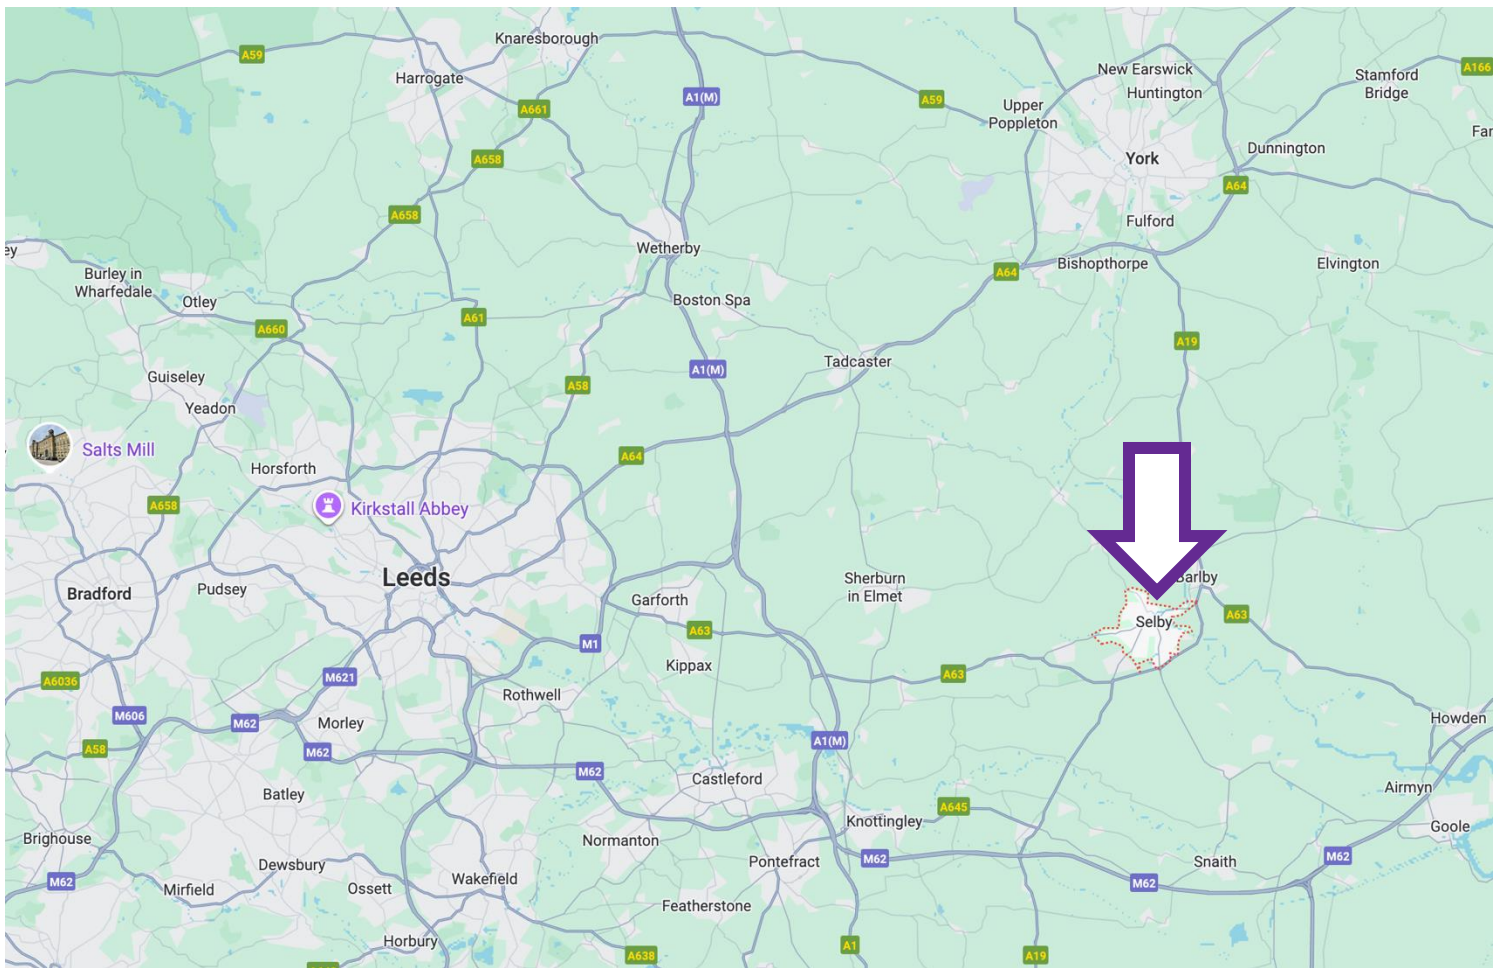 Knaresborough
A59
Harrogate
New Earswick
Huntington
Stamford
Bridge
A166
A1(M)
A59
A661
Upper
Poppleton
Far
A658
York
Dunnington
A64
A658
Fulford
ey
Wetherby
Bishopthorpe
Elvington
A64
Burley in
Wharfedale
Otley
Boston Spa
A660
A61
A19
Tadcaster
A1(M)
Guiseley
A58
Yeadon
Salts Mill
A64
Horsforth
A658
Kirkstall Abbey
Leeds
Sherburn
in Elmet
Barlby
Bradford
Pudsey
Garforth
A63
Selby
A63
M1
Kippax
A63
A6036
M621
Rothwell
M606
M62
Morley
Howden
A58
M62
A1(M)
M62
Castleford
Airmyn
Batley
A645
Knottingley
Goole
Brighouse
Normanton
Dewsbury
Pontefract
M62
Snaith
M62
M62
Mirfield
Ossett
Wakefield
M62
Featherstone
Horbury
A638
A1
A19